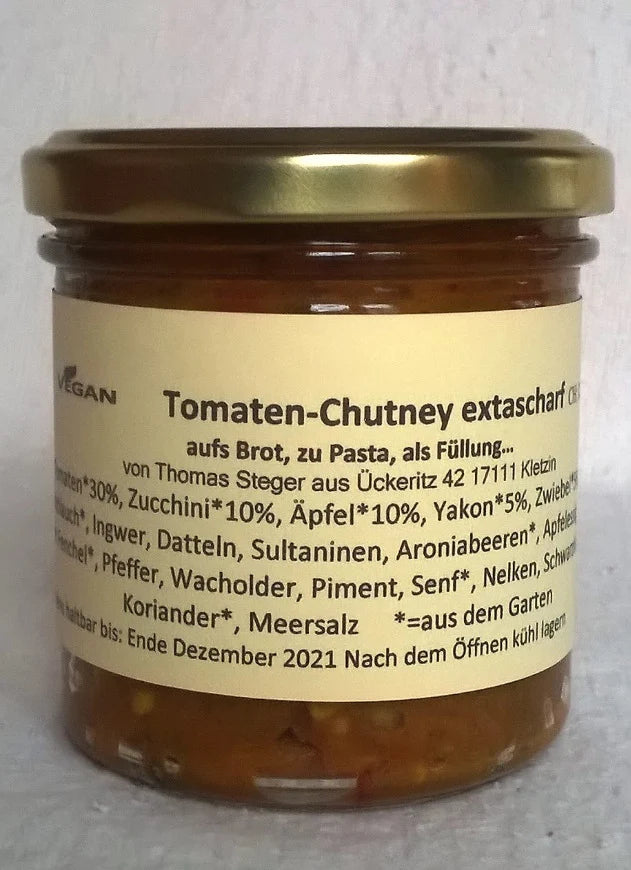 VEGAN
Tomaten-Chutney extascharf
aufs Brot, zu Pasta, als Füllung...
von Thomas Steger aus Ückeritz 42 17111 Kletzin
*30%, Zucchini*10%, Äpfel*10%, Yakon*5%,
Ingwer, Datteln, Sultaninen, Aroniabeeren*,
Pfeffer, Wacholder, Piment, Senf*, Nelken,
Koriander*, Meersalz *=aus dem Garten
haltbar bis: Ende Dezember 2021 Nach dem Öffnen kühl lagern